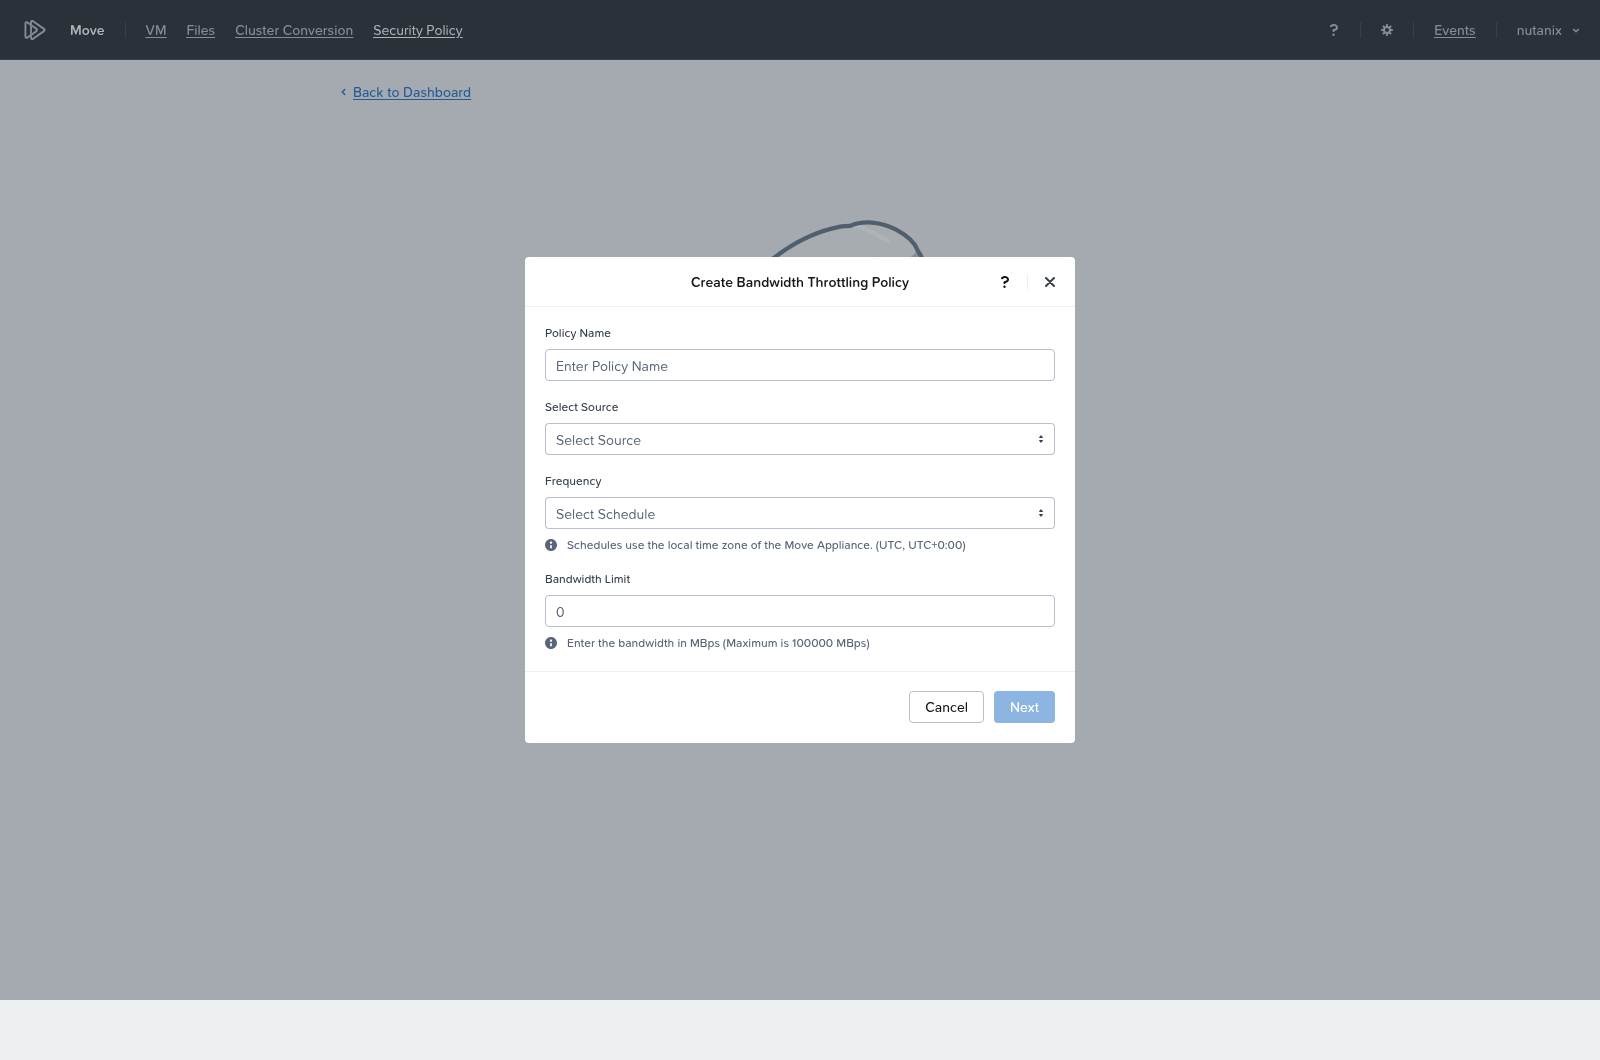 Move VM Files Cluster Conversion Security Policy ? Events nutanix
Back to Dashboard
Create Bandwidth Throttling Policy ?
Policy Name
Enter Policy Name
Select Source
Select Source
Frequency
Select Schedule
Schedules use the local time zone of the Move Appliance. (UTC, UTC+0:00)
Bandwidth Limit
0
Enter the bandwidth in MBps (Maximum is 100000 MBps)
Cancel Next